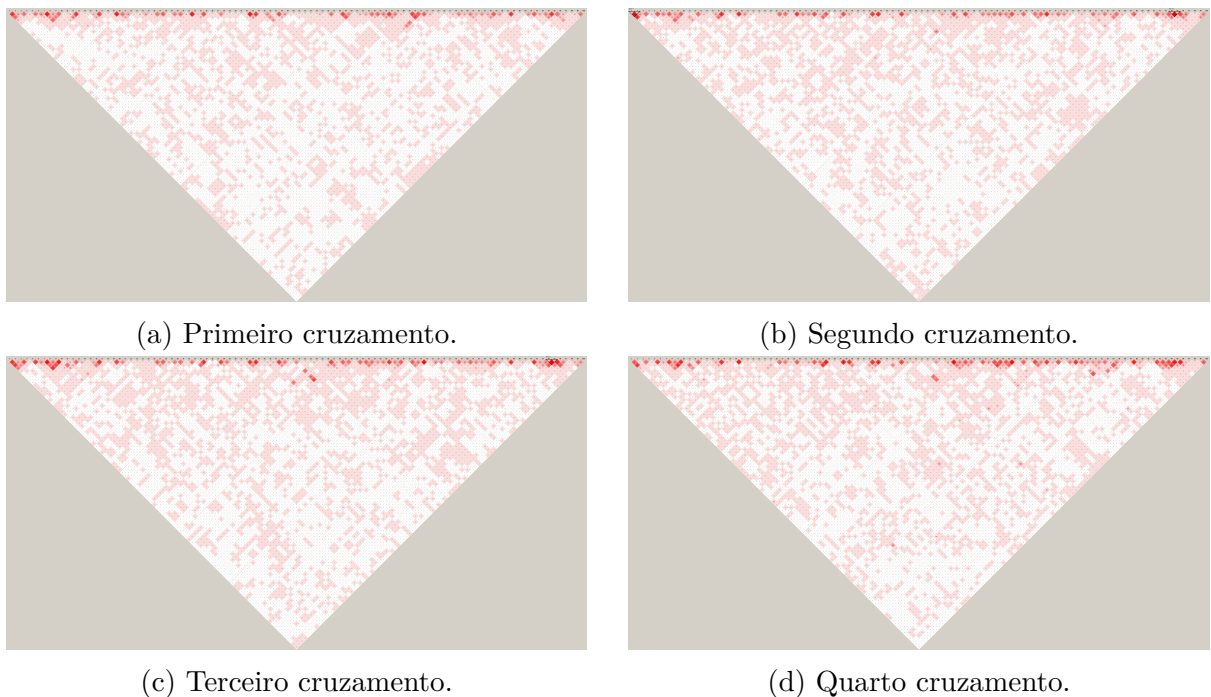 (a) Primeiro cruzamento.
(b) Segundo cruzamento.
(c) Terceiro cruzamento.
(d) Quarto cruzamento.